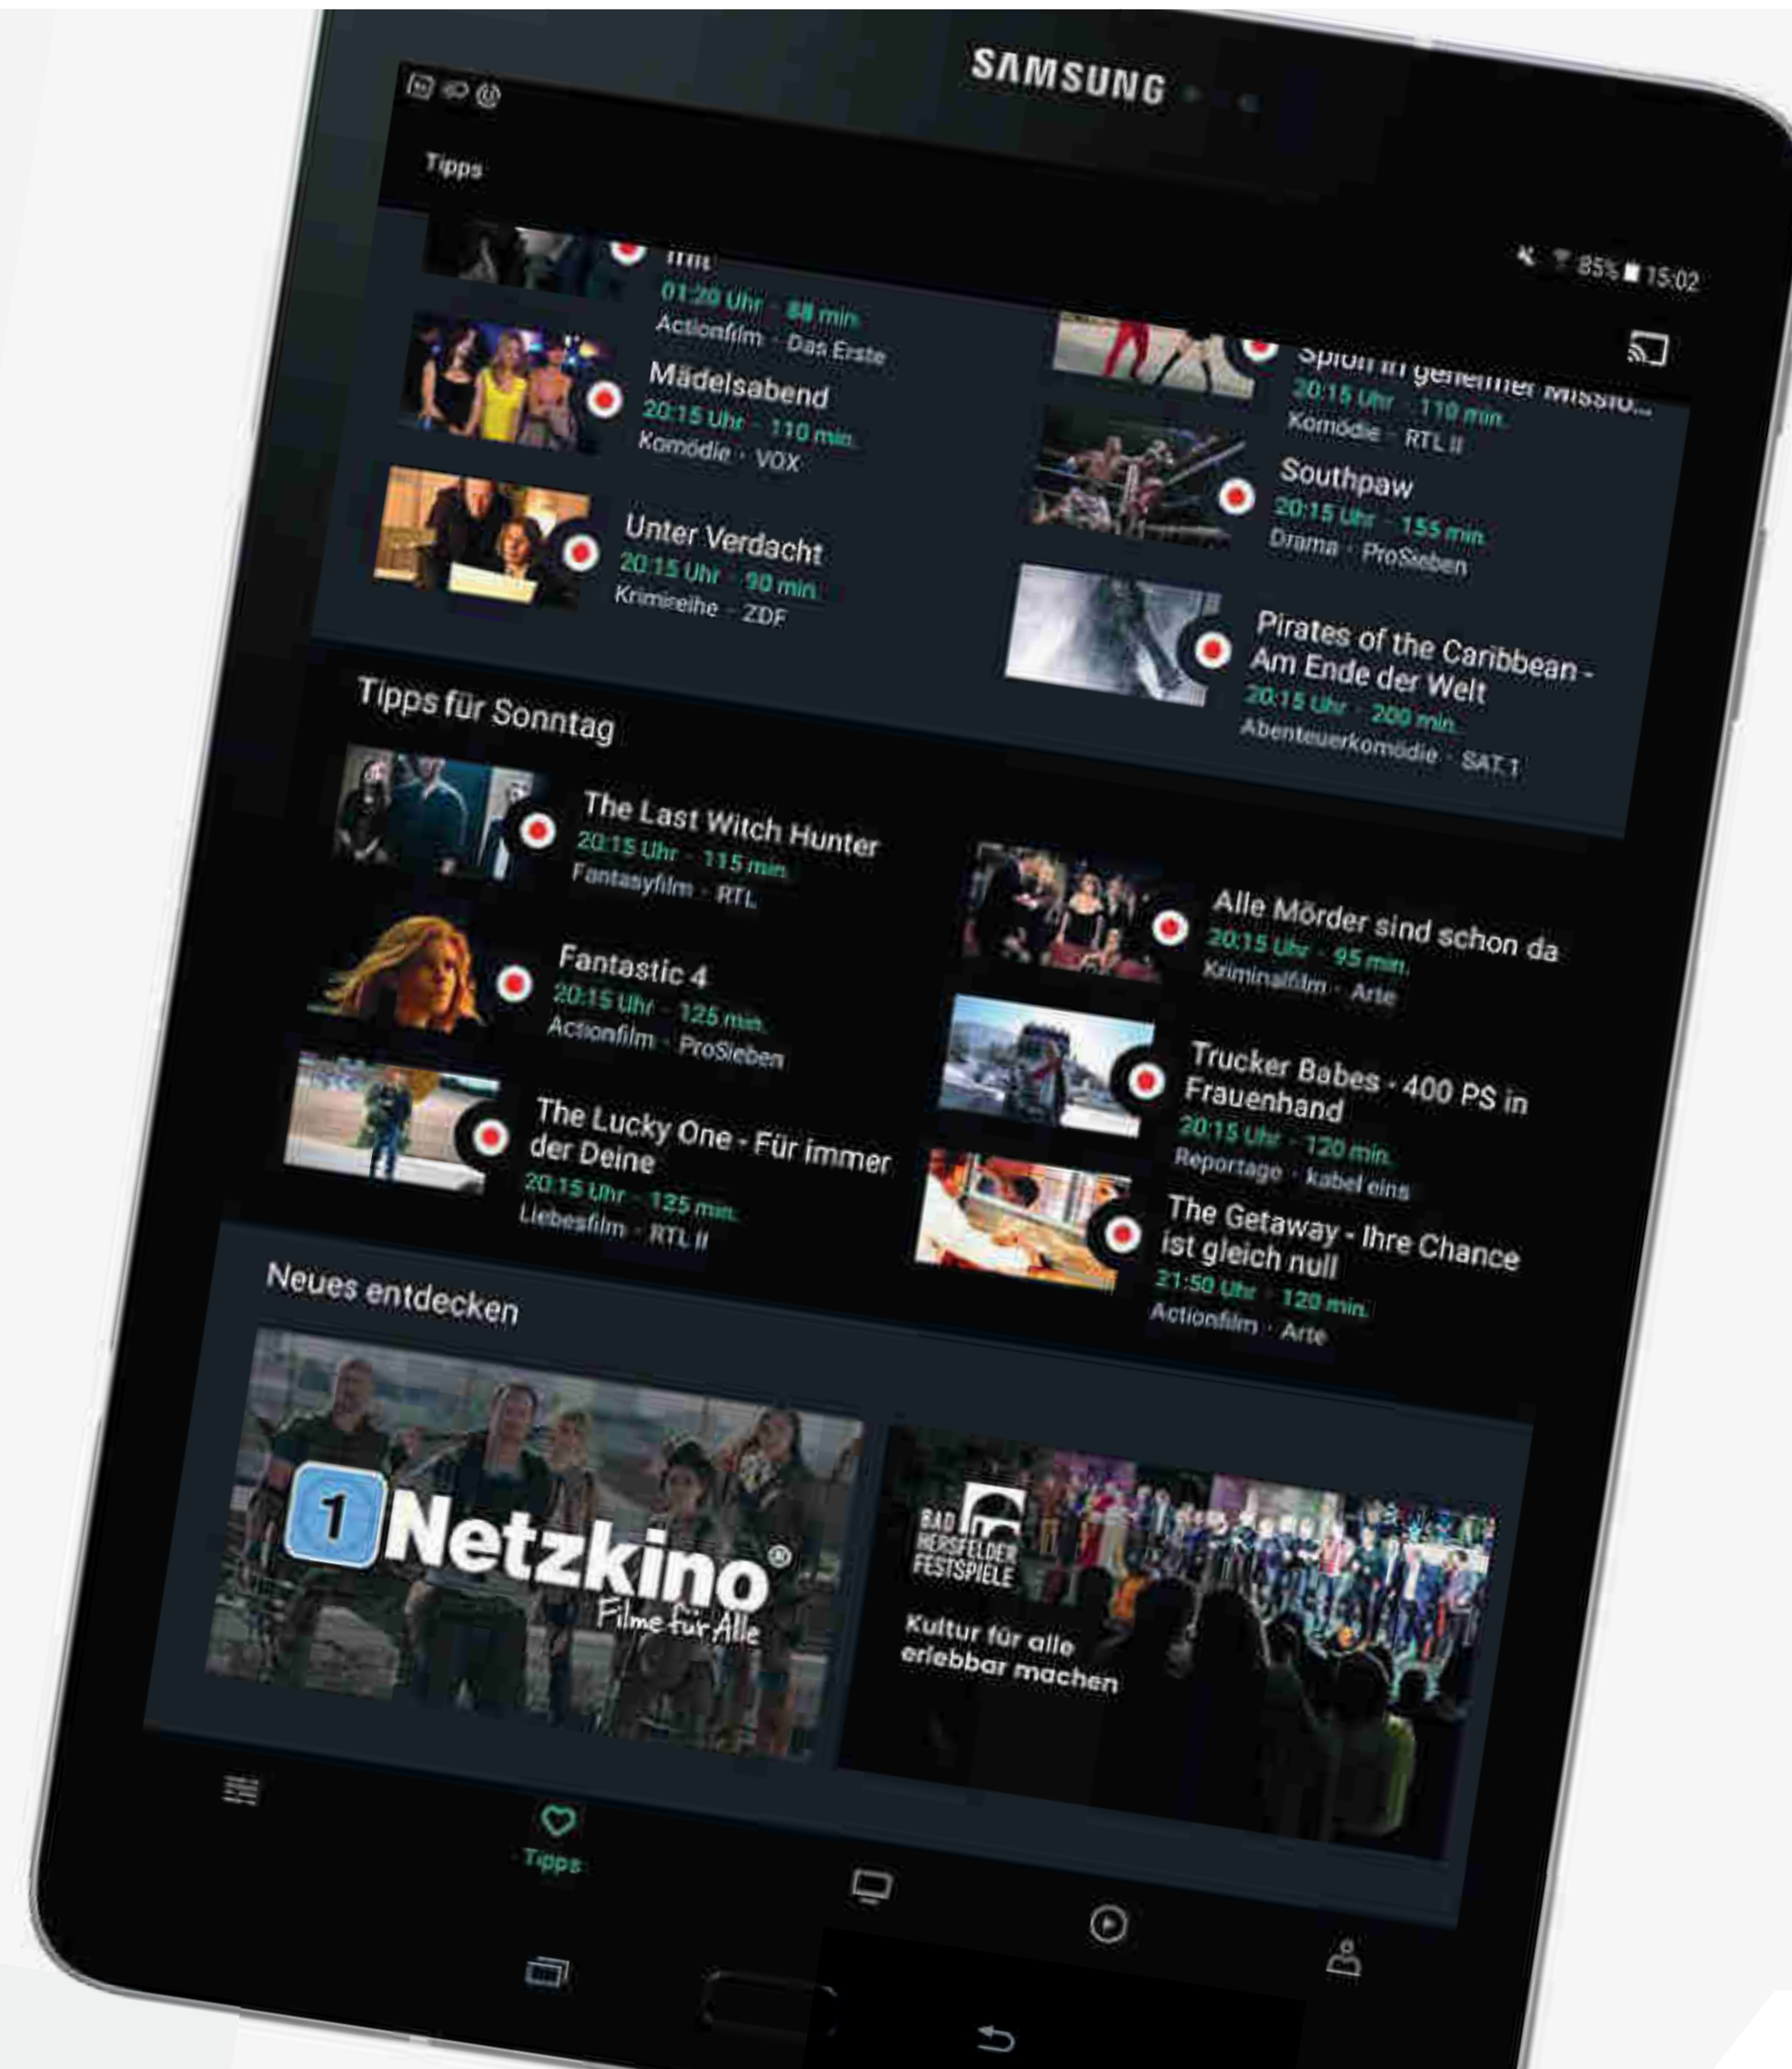 SAMSUNG
Tipps
85% 15:02
01:20 Uhr · 88 min.
Actionfilm · Das Erste
Mädelsabend
20:15 Uhr · 110 min.
Komödie · VOX
Unter Verdacht
20:15 Uhr · 90 min.
Krimireihe · ZDF
Spion in geheimer Missio...
20:15 Uhr · 110 min.
Komödie · RTL II
Southpaw
20:15 Uhr · 155 min.
Drama · ProSieben
Pirates of the Caribbean -
Am Ende der Welt
20:15 Uhr · 200 min.
Abenteuerkomödie · SAT.1
Tipps für Sonntag
The Last Witch Hunter
20:15 Uhr · 115 min.
Fantasyfilm · RTL
Fantastic 4
20:15 Uhr · 125 min.
Actionfilm · ProSieben
The Lucky One - Für immer
der Deine
20:15 Uhr · 125 min.
Liebesfilm · RTL II
Alle Mörder sind schon da
20:15 Uhr · 95 min.
Kriminalfilm · Arte
Trucker Babes - 400 PS in
Frauenhand
20:15 Uhr · 120 min.
Reportage · kabel eins
The Getaway - Ihre Chance
ist gleich null
21:50 Uhr · 120 min.
Actionfilm · Arte
Neues entdecken
1 Netzkino®
Filme für Alle
BAD
HERSFELDER
FESTSPIELE
Kultur für alle
erlebbar machen
Tipps